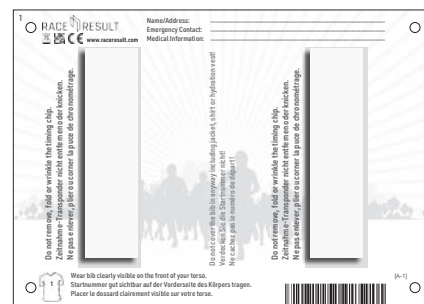 1
RACE RESULT
www.raceresult.com
Name/Address:
Emergency Contact:
Medical Information:
Do not remove, fold or wrinkle the timing chip.
Zeitnahme-Transponder nicht entfernen oder knicken.
Ne pas enlever, plier ou corner la puce de chronométrage.
Do not cover the bib in anyway including jacket, shirt or hydration vest!
Verdecken Sie die Startnummer nicht!
Ne cachez pas le numéro de départ!
Do not remove, fold or wrinkle the timing chip.
Zeitnahme-Transponder nicht entfernen oder knicken.
Ne pas enlever, plier ou corner la puce de chronométrage.
1
Wear bib clearly visible on the front of your torso.
Startnummer gut sichtbar auf der Vorderseite des Körpers tragen.
Placer le dossard clairement visible sur votre torse.
[A-1]